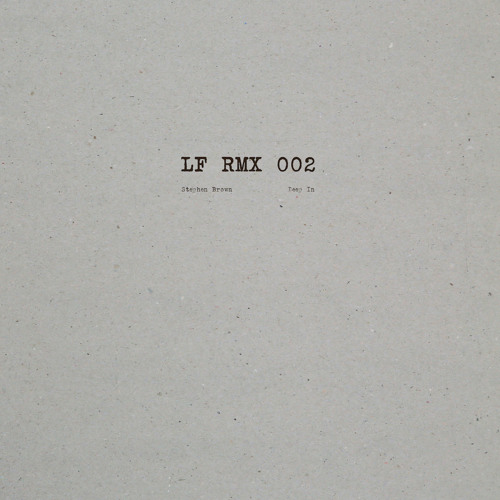 LF RMX 002
Stephen Brown Deep In